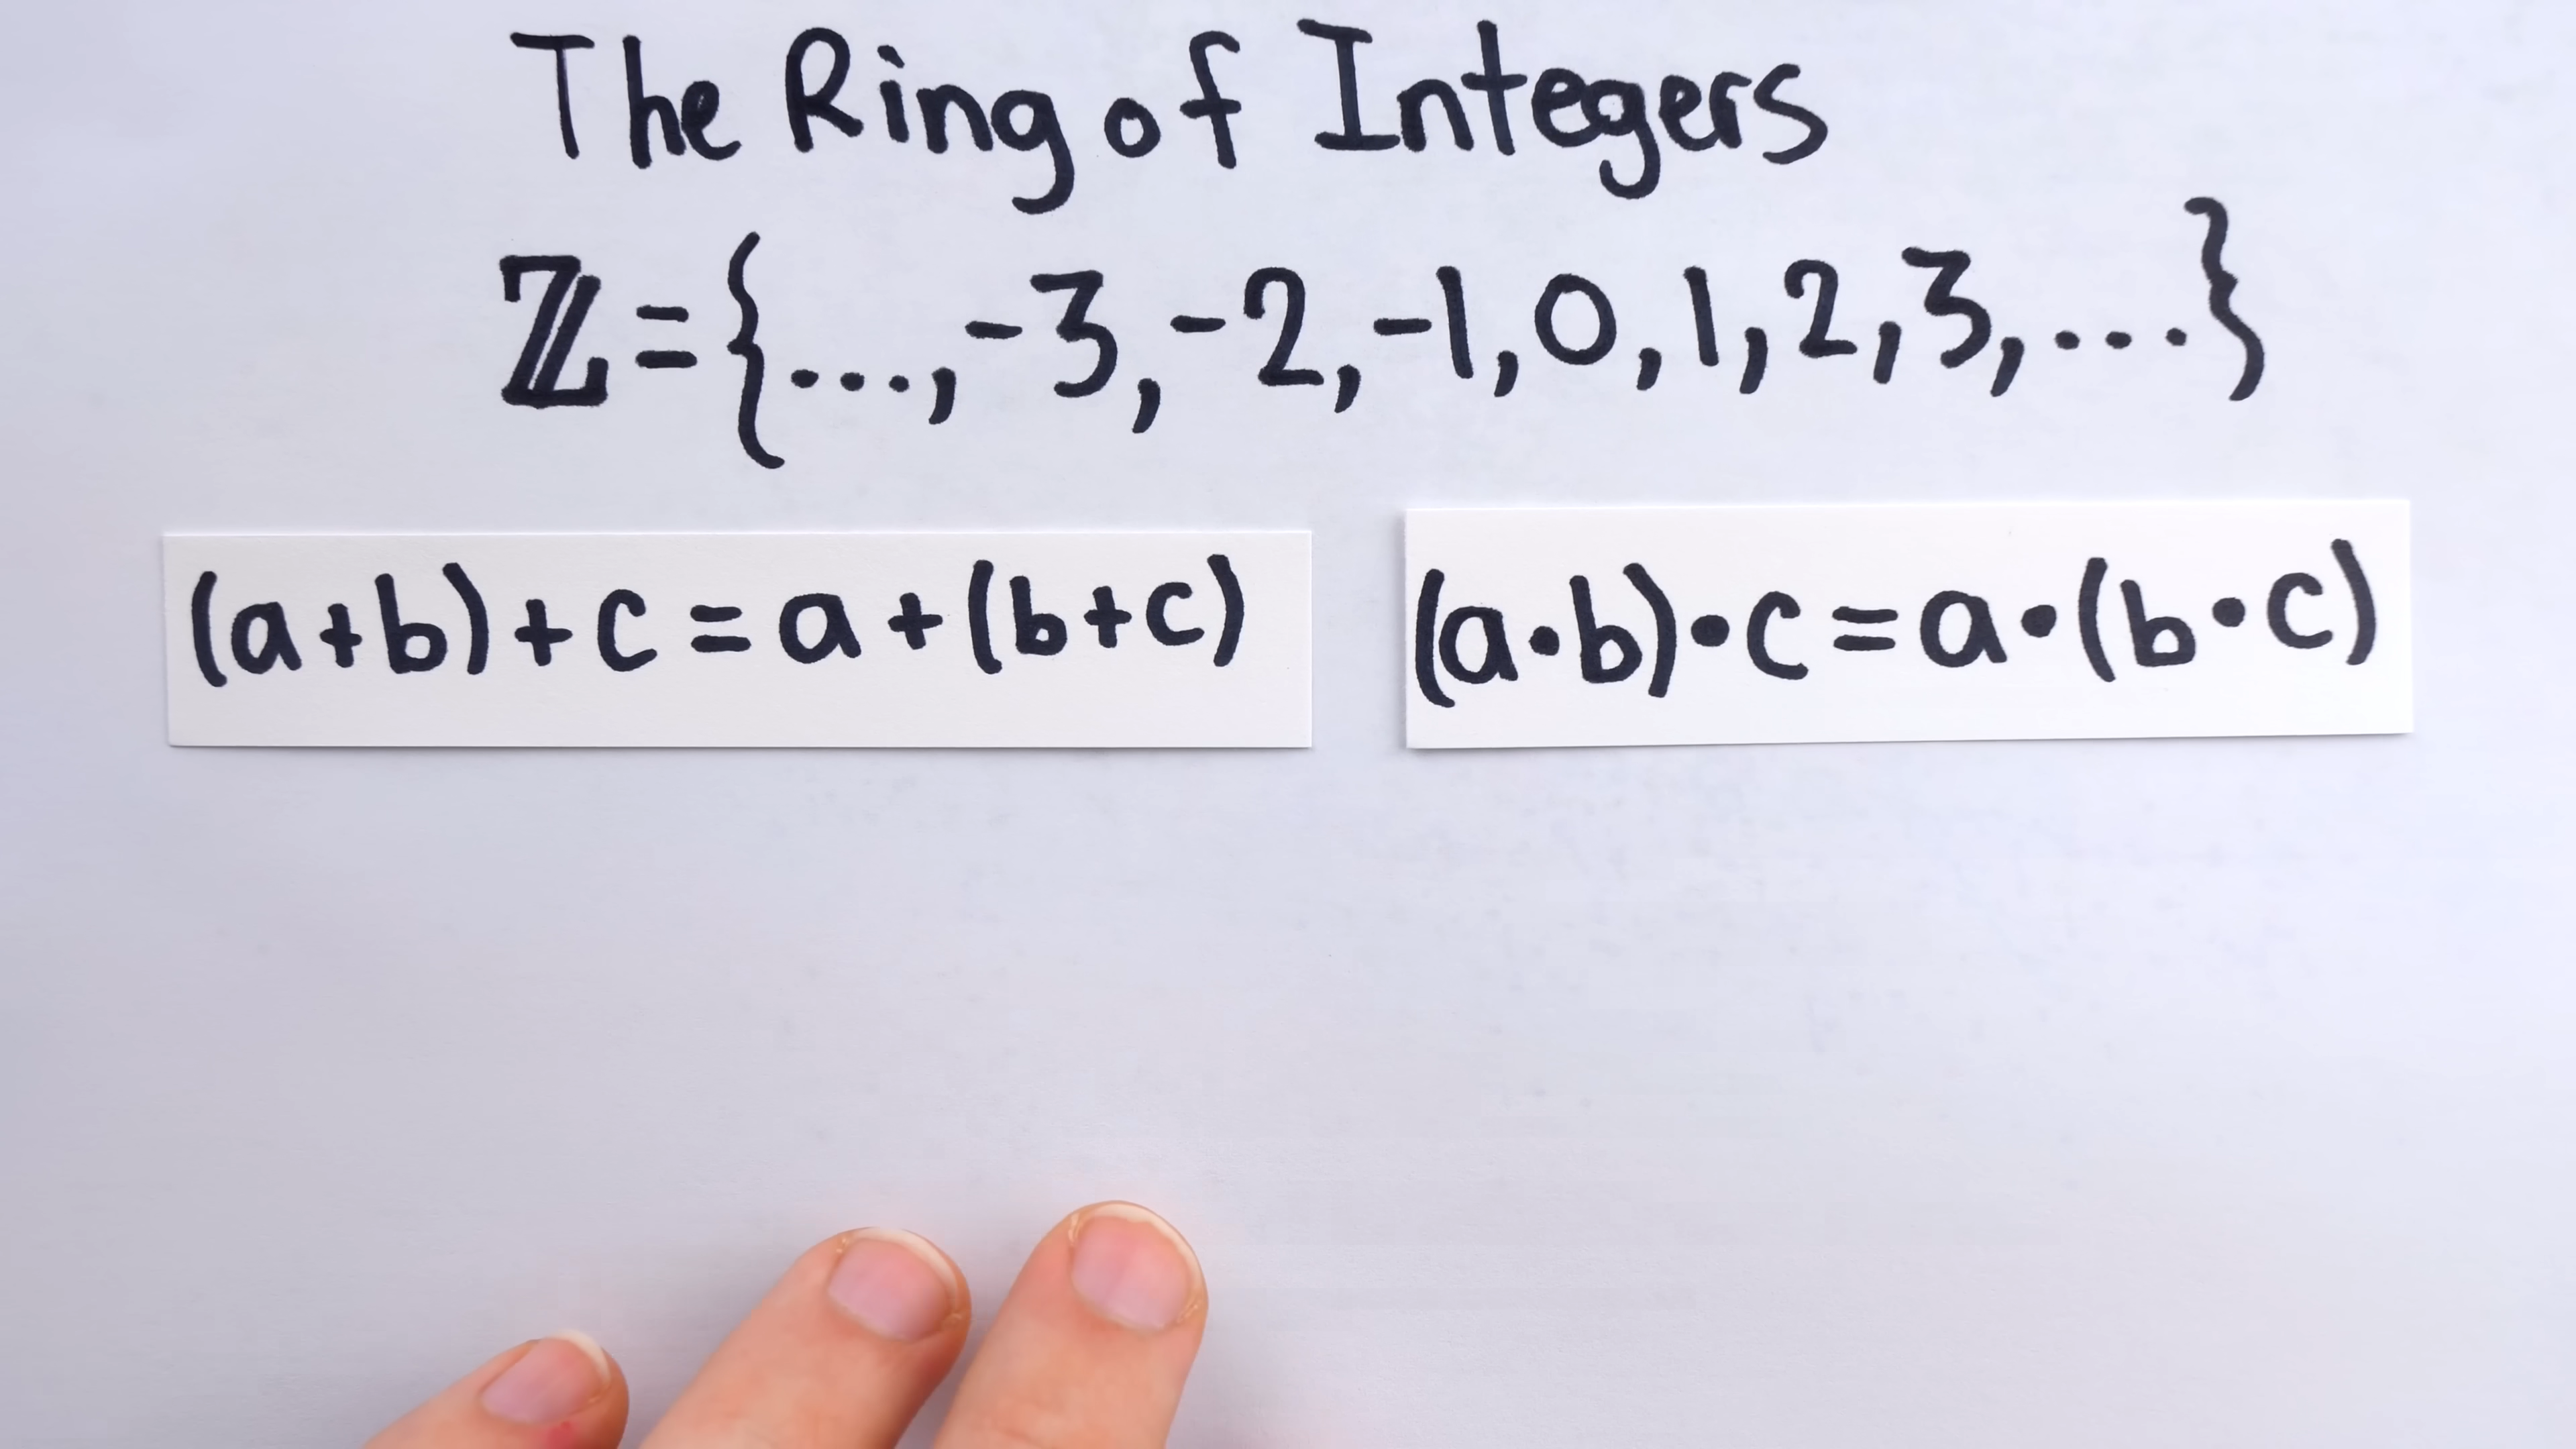 The Ring of Integers
ℤ={...,-3,-2,-1,0,1,2,3,...}
(a+b)+c=a+(b+c)
(a•b)•c=a•(b•c)